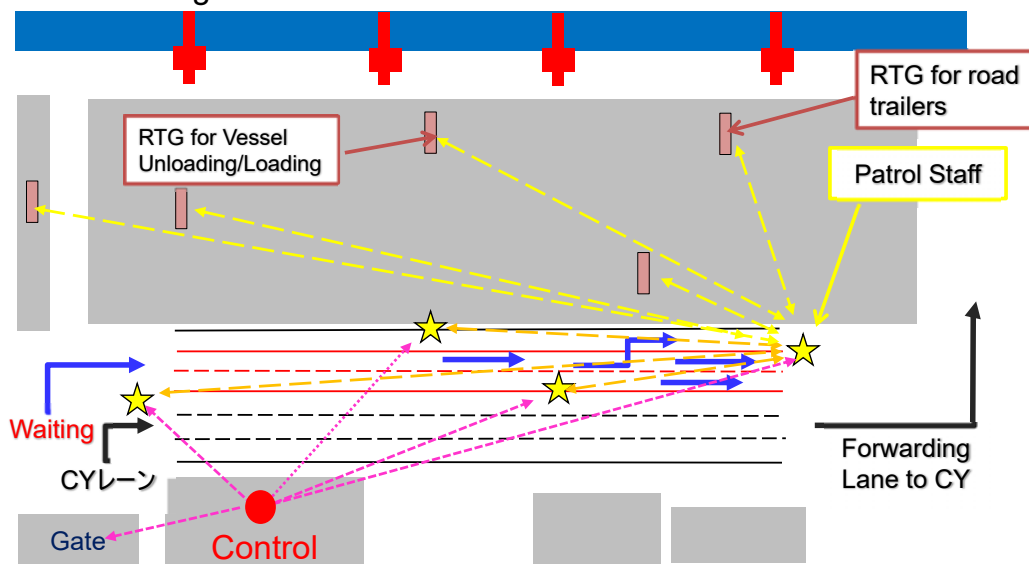 RTG for road
trailers
RTG for Vessel
Unloading/Loading
Patrol Staff
Waiting
CYレーン
Forwarding
Lane to CY
Gate
Control